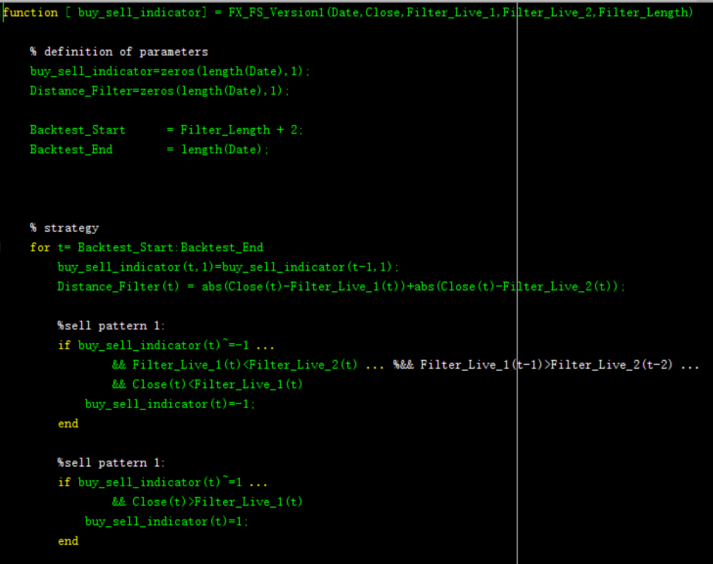 function [ buy_sell_indicator] = FX_FS_Version1(Date,Close,Filter_Live_1,Filter_Live_2,Filter_Length)
% definition of parameters
buy_sell_indicator=zeros(length(Date),1);
Distance_Filter=zeros(length(Date),1);
Backtest_Start = Filter_Length + 2;
Backtest_End = length(Date);
% strategy
for t= Backtest_Start:Backtest_End
buy_sell_indicator(t,1)=buy_sell_indicator(t-1,1);
Distance_Filter(t) = abs(Close(t)-Filter_Live_1(t))+abs(Close(t)-Filter_Live_2(t));
%sell pattern 1:
if buy_sell_indicator(t)~=-1 ...
&& Filter_Live_1(t)<Filter_Live_2(t) ... %&& Filter_Live_1(t-1)>Filter_Live_2(t-2) ...
&& Close(t)<Filter_Live_1(t)
buy_sell_indicator(t)=-1;
end
%sell pattern 1:
if buy_sell_indicator(t)~=1 ...
&& Close(t)>Filter_Live_1(t)
buy_sell_indicator(t)=1;
end